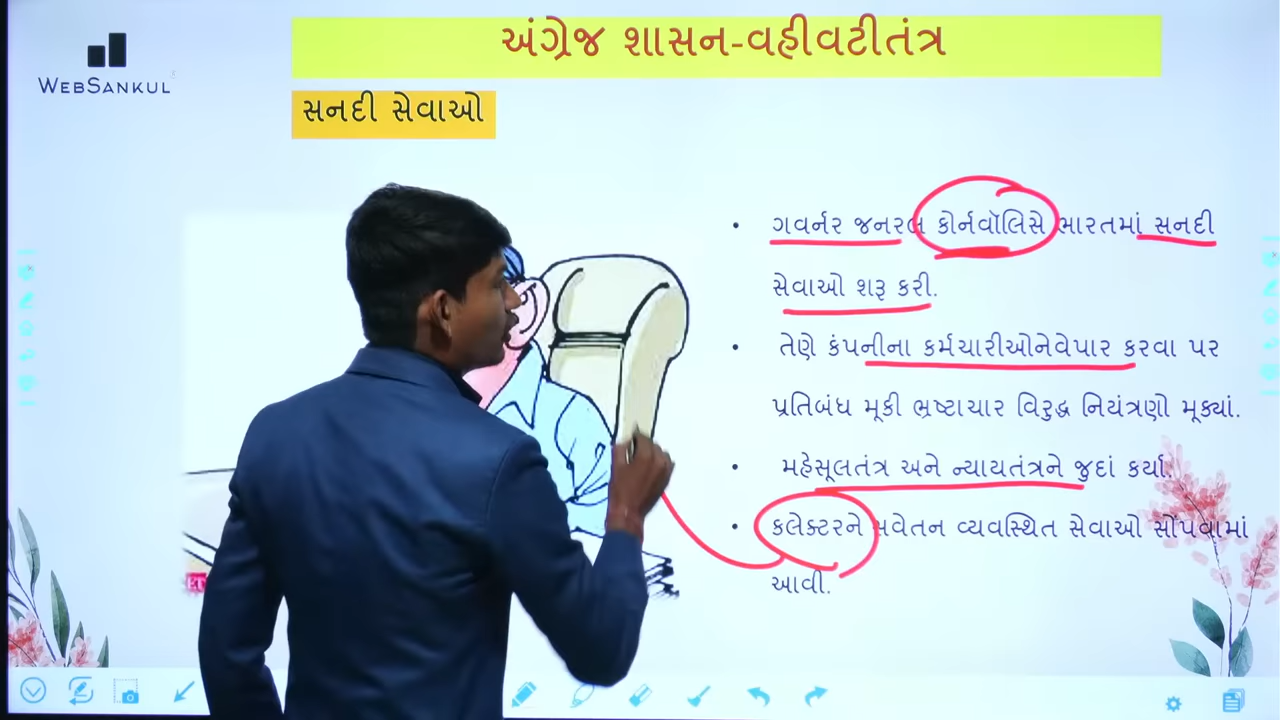 અંગ્રેજ શાસન-વહીવટીતંત્ર
WEBSANKUL
સનદી સેવાઓ
• ગવર્નર જનરલ કોર્નવૉલિસે ભારતમાં સનદી
સેવાઓ શરૂ કરી.
• તેણે કંપનીના કર્મચારીઓનેવેપાર કરવા પર
પ્રતિબંધ મૂકી ભ્રષ્ટાચાર વિરુદ્ધ નિયંત્રણો મૂક્યાં.
• મહેસૂલતંત્ર અને ન્યાયતંત્રને જુદાં કર્યા.
• કલેક્ટરને સવેતન વ્યવસ્થિત સેવાઓ સોંપવામાં
આવી.